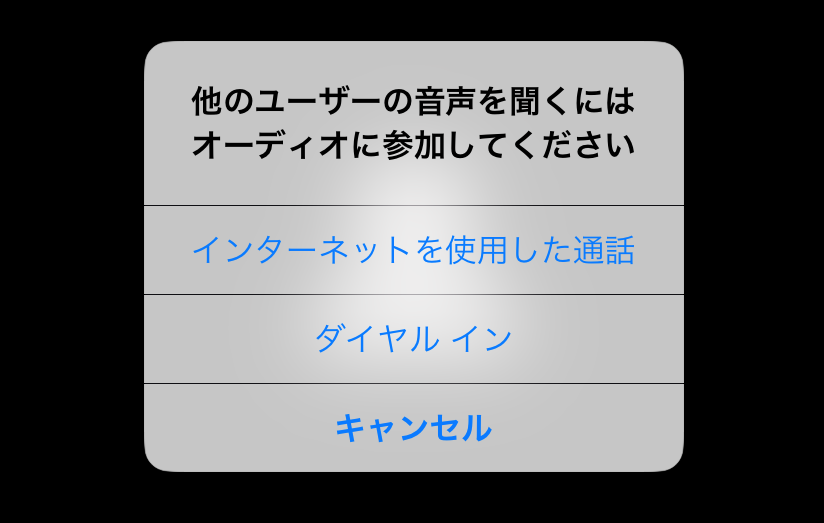 他のユーザーの音声を聞くには
オーディオに参加してください
インターネットを使用した通話
ダイヤル イン
キャンセル